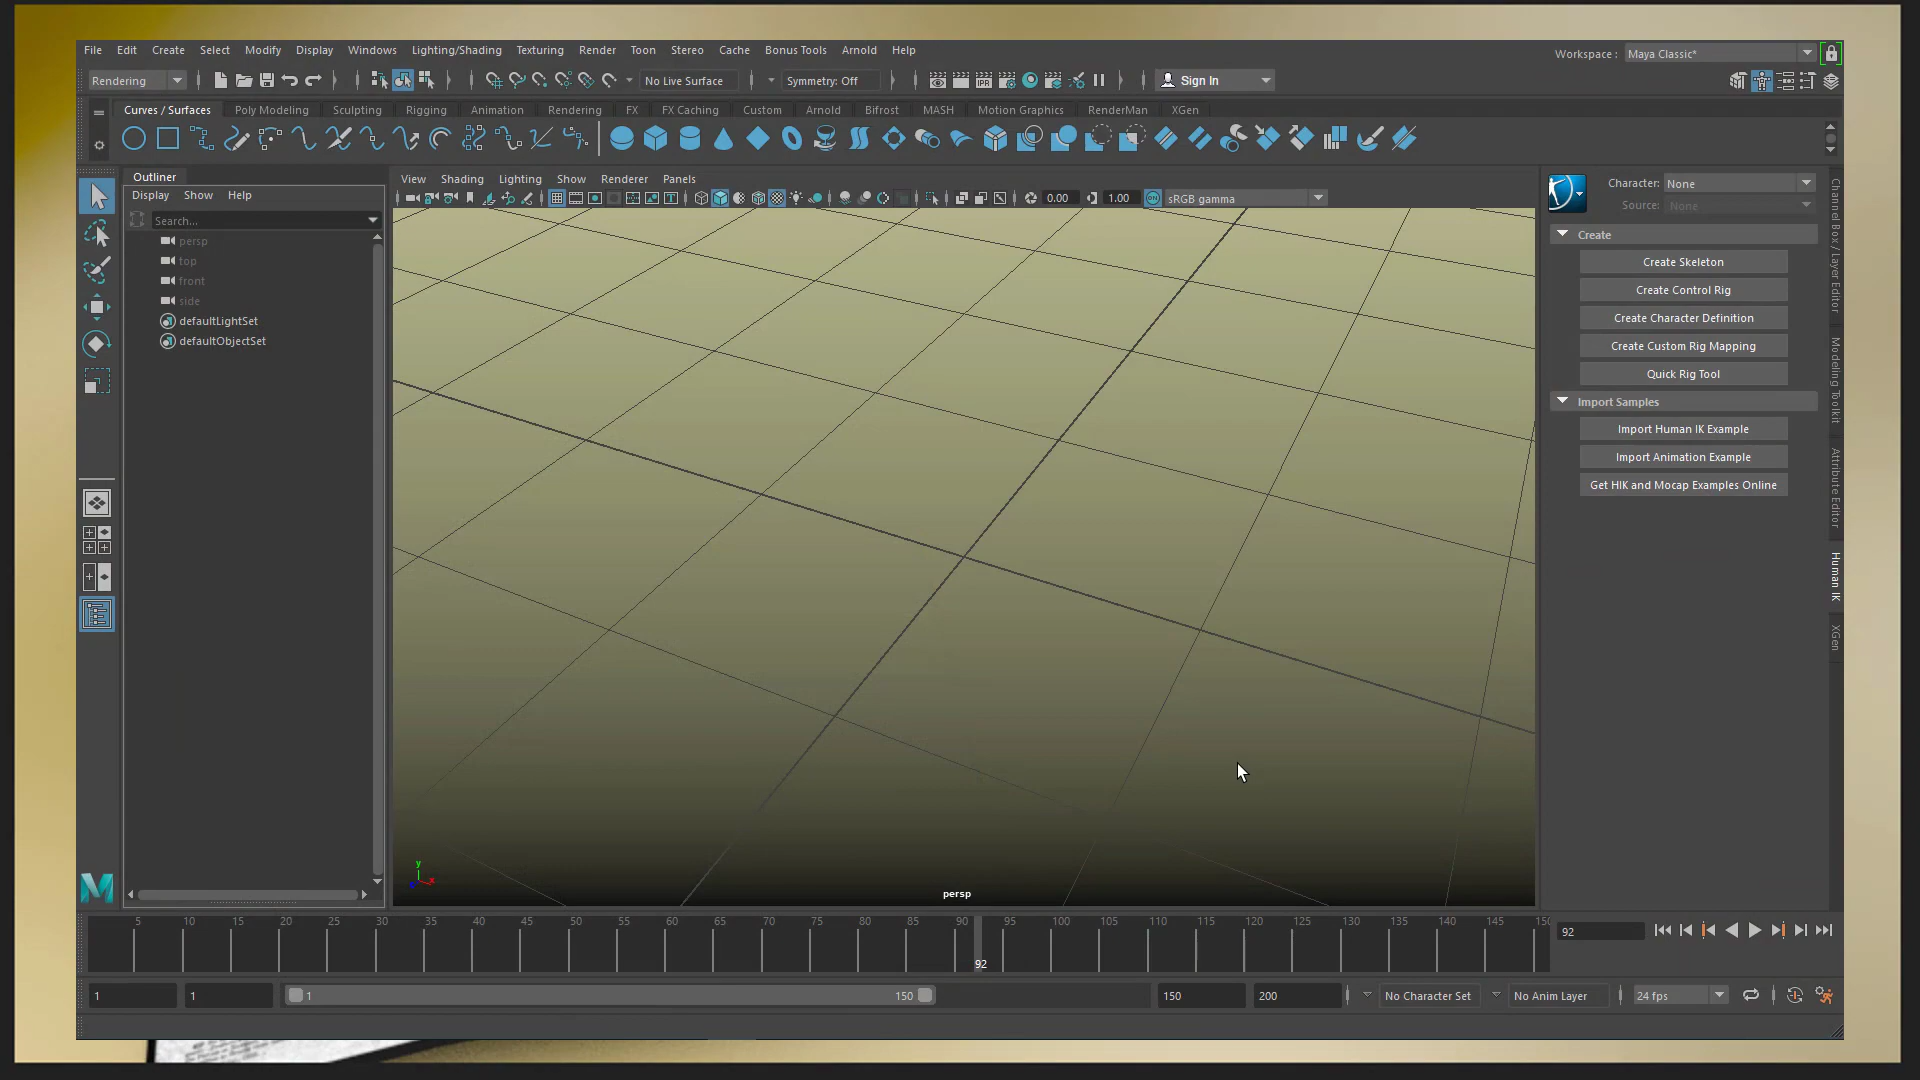 File Edit Create Select Modify Display Windows Lighting/Shading Texturing Render Toon Stereo Cache Bonus Tools Arnold Help
Workspace : Maya Classic*
Rendering No Live Surface Symmetry: Off Sign In
Curves / Surfaces Poly Modeling Sculpting Rigging Animation Rendering FX FX Caching Custom Arnold Bifrost MASH Motion Graphics RenderMan XGen
IPR
Outliner
Display Show Help
Search...
persp
top
front
side
defaultLightSet
defaultObjectSet
View Shading Lighting Show Renderer Panels
0.00 1.00 ON sRGB gamma
y
x
persp
Character: None
Source: None
Create
Create Skeleton
Create Control Rig
Create Character Definition
Create Custom Rig Mapping
Quick Rig Tool
Import Samples
Import Human IK Example
Import Animation Example
Get HIK and Mocap Examples Online
Channel Box / Layer Editor
Modeling Toolkit
Attribute Editor
Human IK
XGen
M
5 10 15 20 25 30 35 40 45 50 55 60 65 70 75 80 85 90 95 100 105 110 115 120 125 130 135 140 145 150
92
92
1 1 1 150 150 200 No Character Set No Anim Layer 24 fps